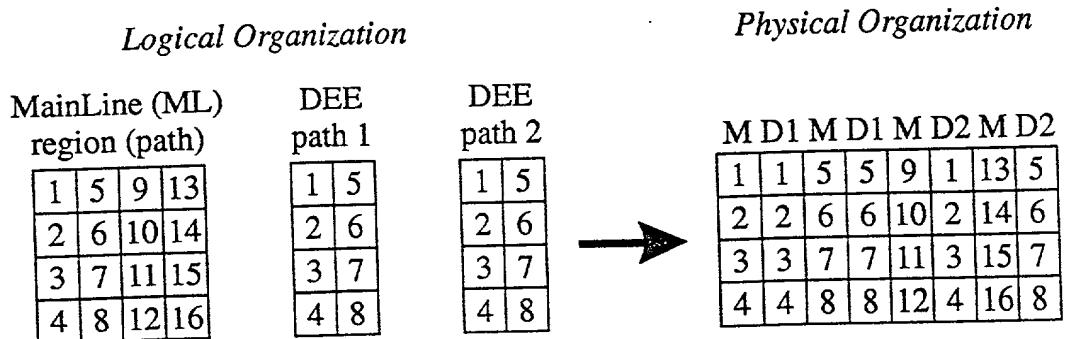 Logical Organization
Physical Organization
MainLine (ML)
region (path)
DEE
path 1
DEE
path 2
M D1 M D1 M D2 M D2
1 5 9 13
2 6 10 14
3 7 11 15
4 8 12 16
1 5
2 6
3 7
4 8
1 5
2 6
3 7
4 8
1 1 5 5 9 1 13 5
2 2 6 6 10 2 14 6
3 3 7 7 11 3 15 7
4 4 8 8 12 4 16 8